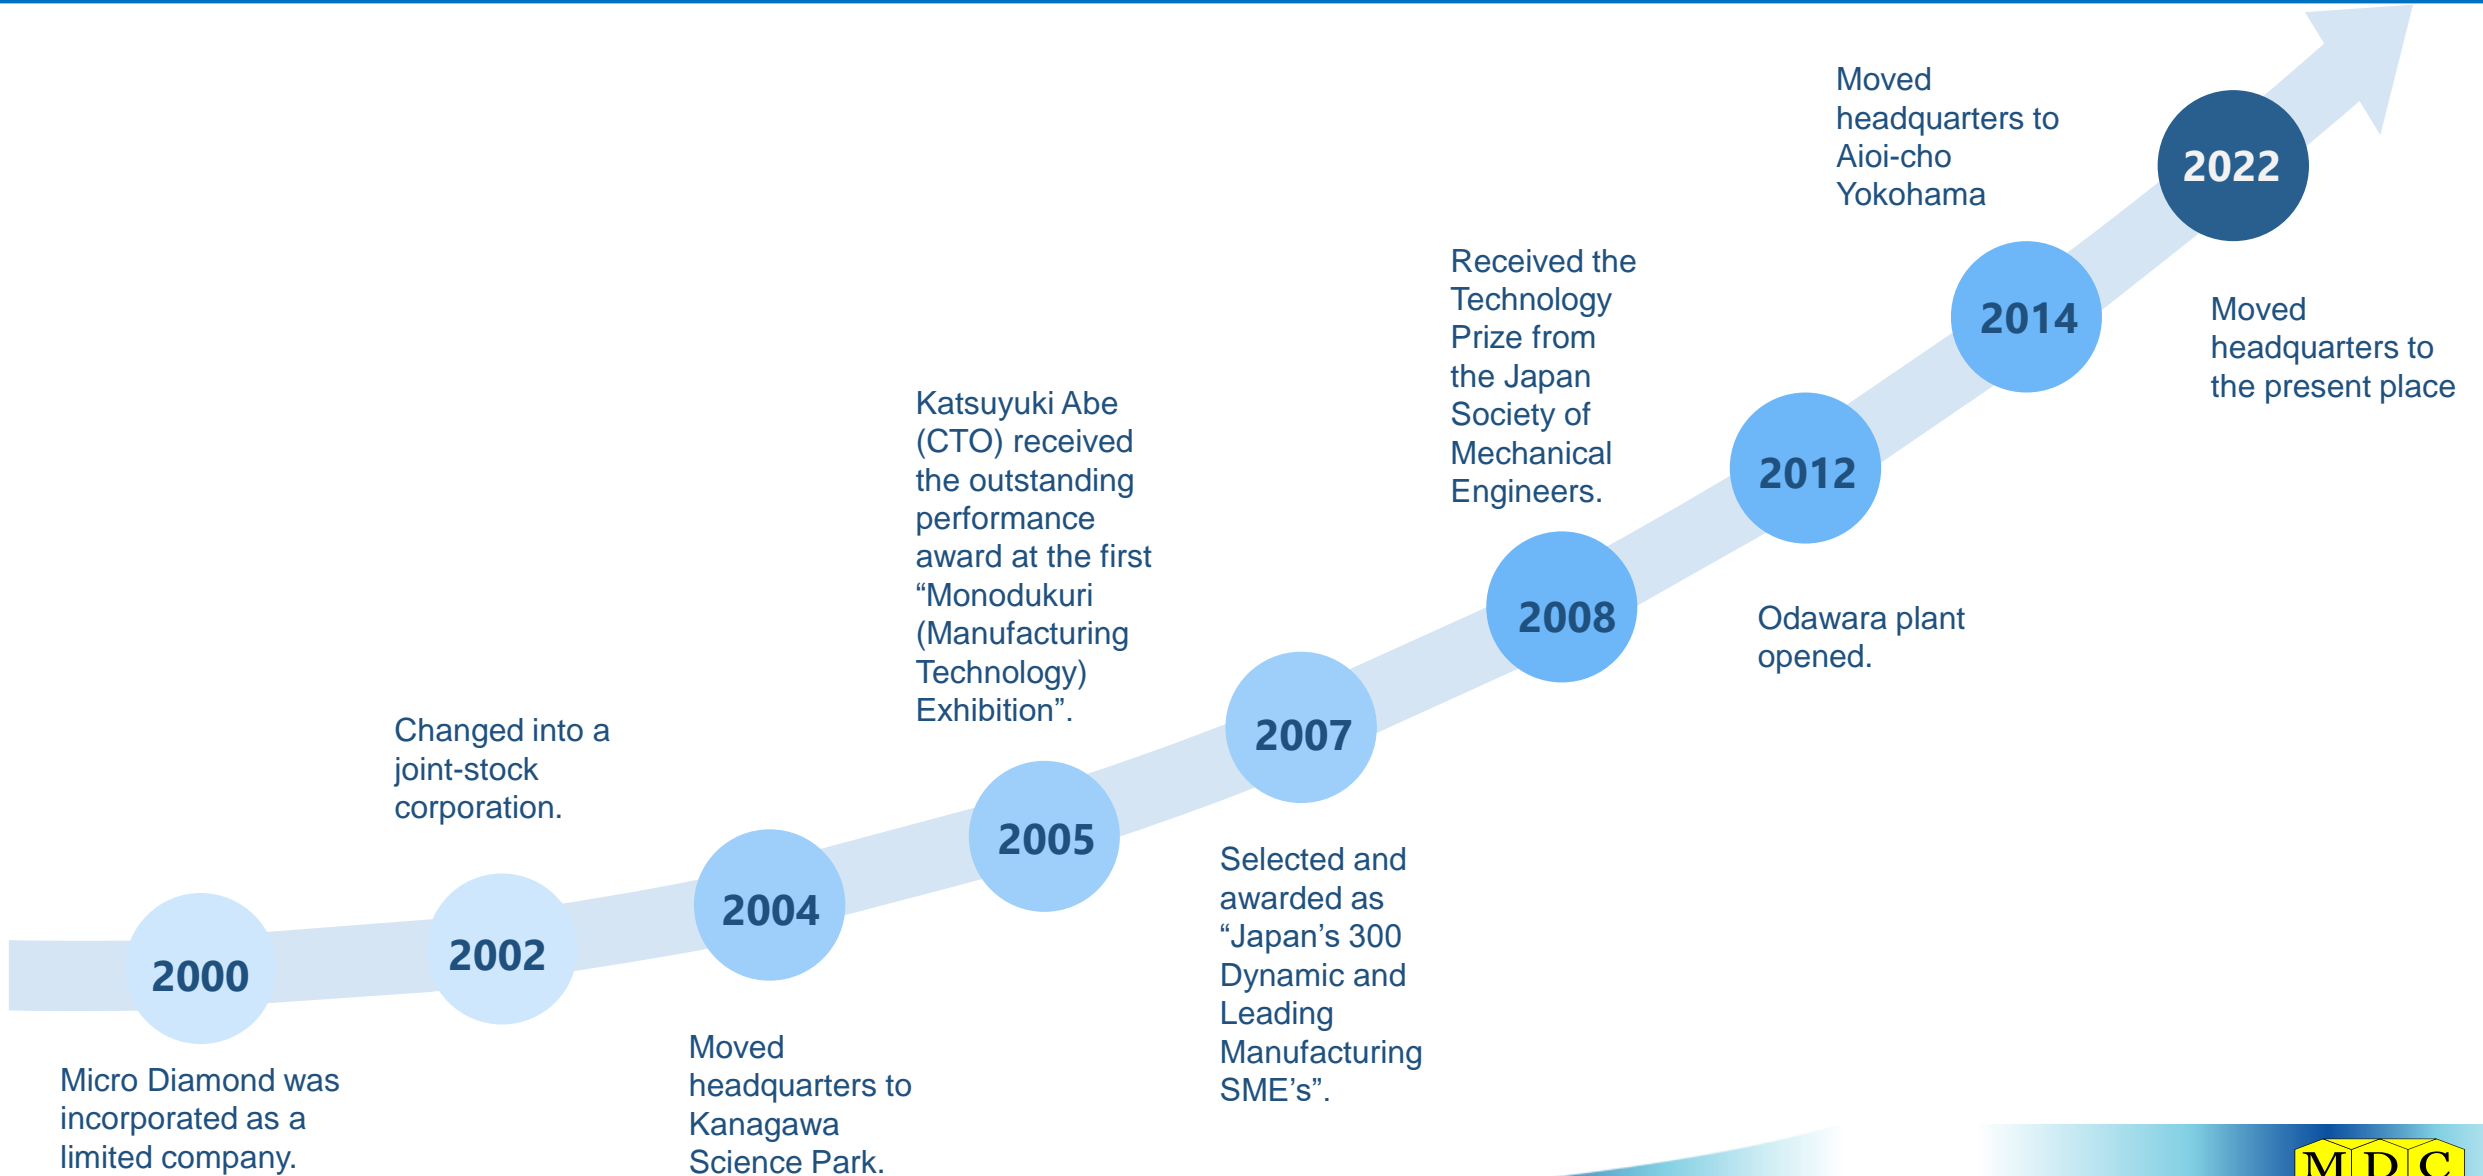 2000
Micro Diamond was
incorporated as a
limited company.
2002
Changed into a
joint-stock
corporation.
2004
Moved
headquarters to
Kanagawa
Science Park.
2005
Katsuyuki Abe
(CTO) received
the outstanding
performance
award at the first
“Monodukuri
(Manufacturing
Technology)
Exhibition”.
2007
Selected and
awarded as
“Japan’s 300
Dynamic and
Leading
Manufacturing
SME’s”.
2008
Received the
Technology
Prize from
the Japan
Society of
Mechanical
Engineers.
2012
Odawara plant
opened.
2014
Moved
headquarters to
Aioi-cho
Yokohama
2022
Moved
headquarters to
the present place
MDC